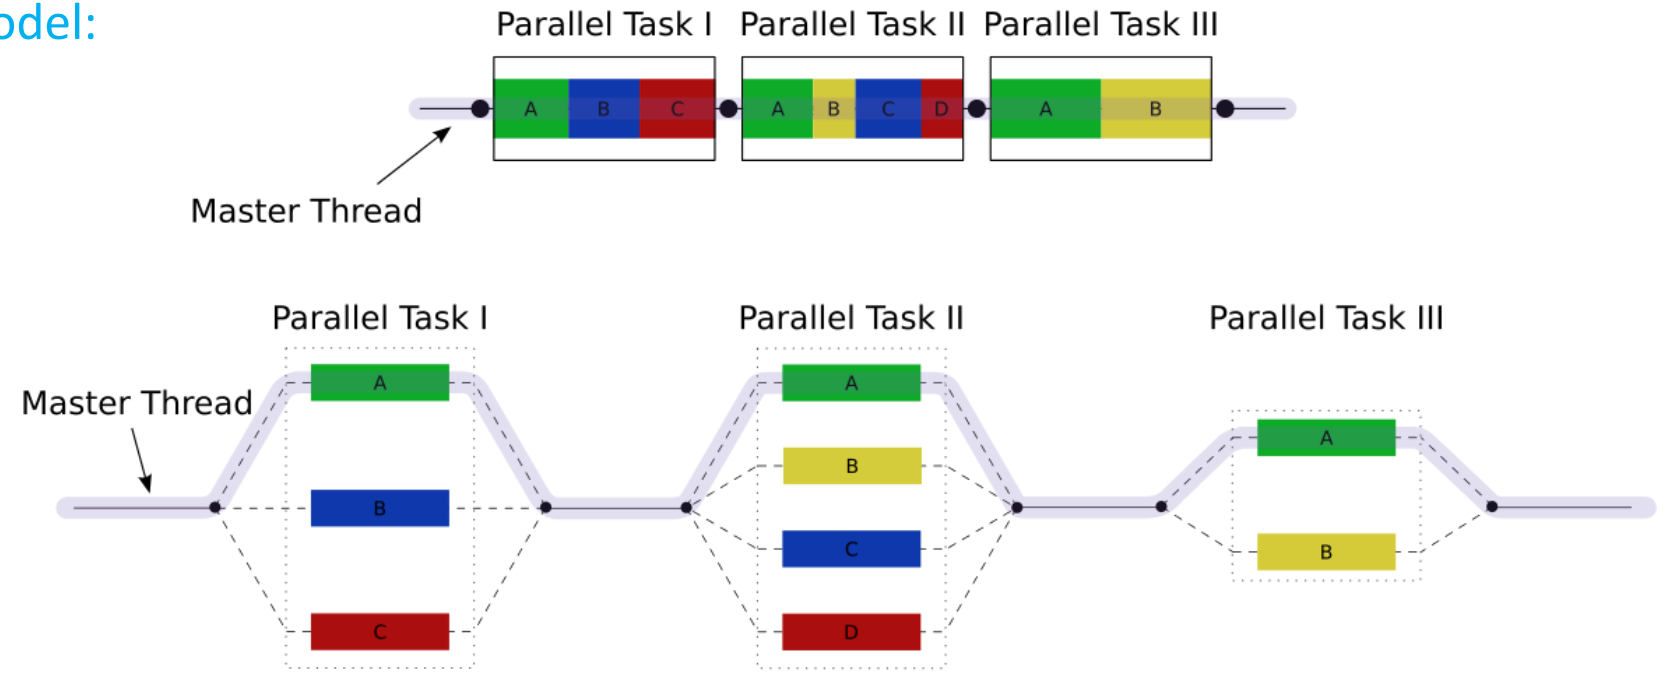 odel:
Parallel Task I Parallel Task II Parallel Task III
A B C A B C D A B
Master Thread
Parallel Task I Parallel Task II Parallel Task III
Master Thread
A A
A
B
B
C
B
C D